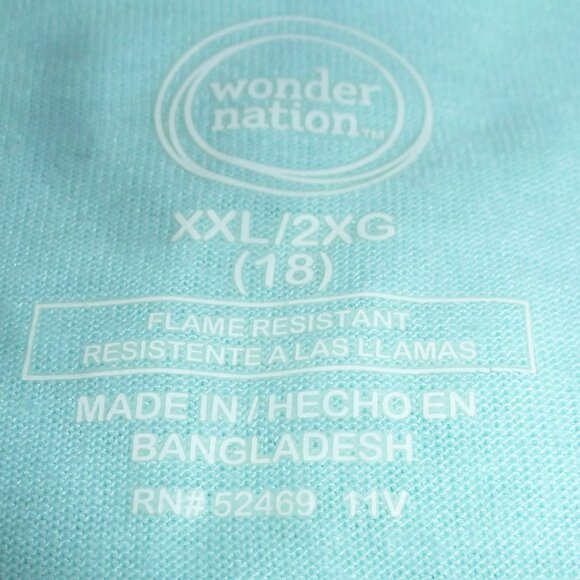 wonder
nation™
XXL/2XG
(18)
FLAME RESISTANT
RESISTENTE A LAS LLAMAS
MADE IN / HECHO EN
BANGLADESH
RN# 52469 11V